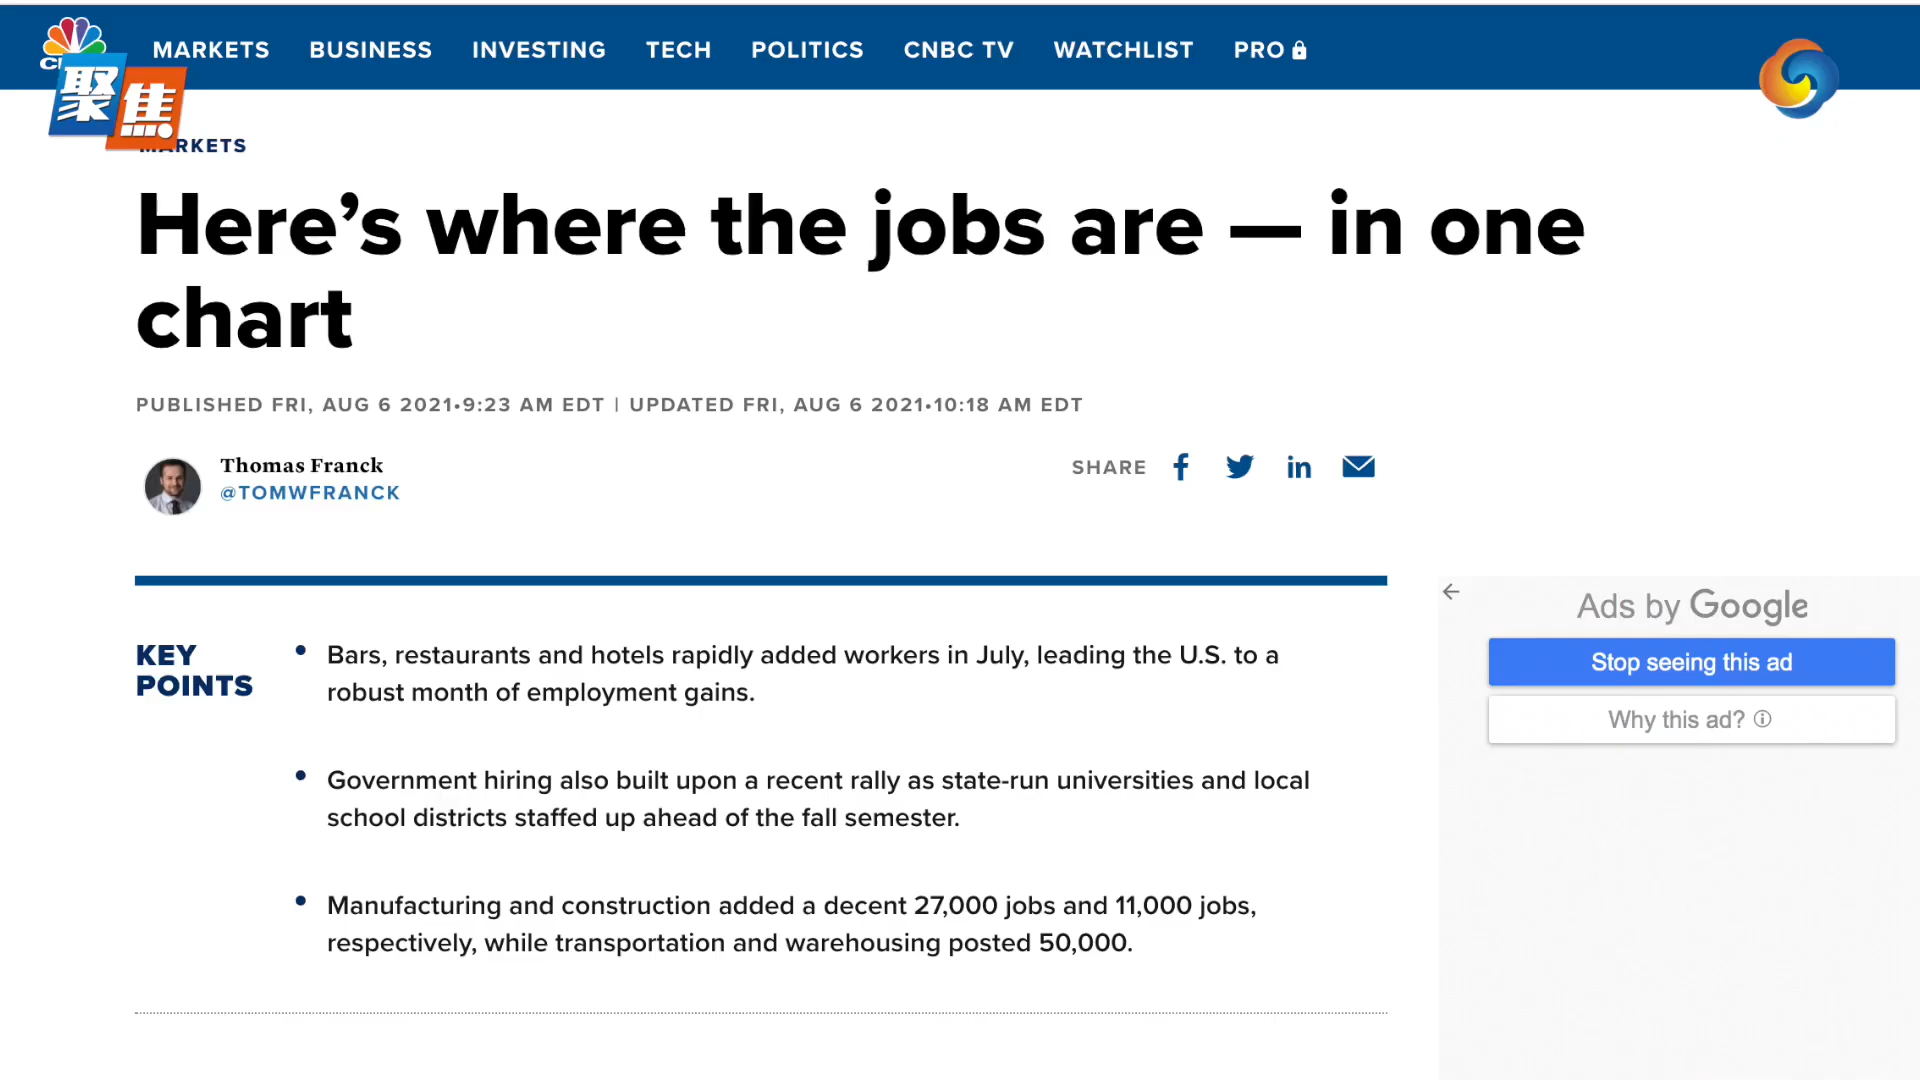 MARKETS BUSINESS INVESTING TECH POLITICS CNBC TV WATCHLIST PRO
聚焦
MARKETS
Here’s where the jobs are — in one
chart
PUBLISHED FRI, AUG 6 2021•9:23 AM EDT | UPDATED FRI, AUG 6 2021•10:18 AM EDT
Thomas Franck
@TOMWFRANCK
SHARE
KEY
POINTS
• Bars, restaurants and hotels rapidly added workers in July, leading the U.S. to a
robust month of employment gains.
• Government hiring also built upon a recent rally as state-run universities and local
school districts staffed up ahead of the fall semester.
• Manufacturing and construction added a decent 27,000 jobs and 11,000 jobs,
respectively, while transportation and warehousing posted 50,000.
Ads by Google
Stop seeing this ad
Why this ad?